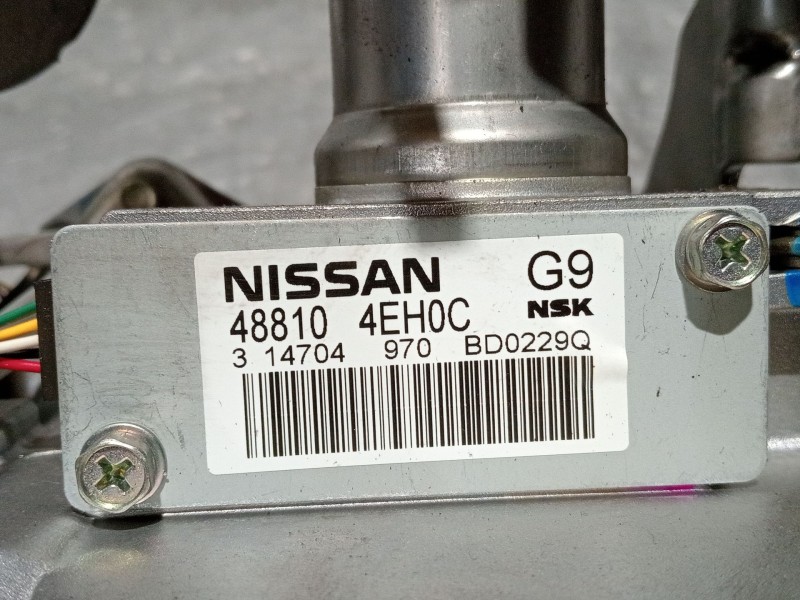 NISSAN G9
48810 4EH0C NSK
3 14704 970 BD0229Q